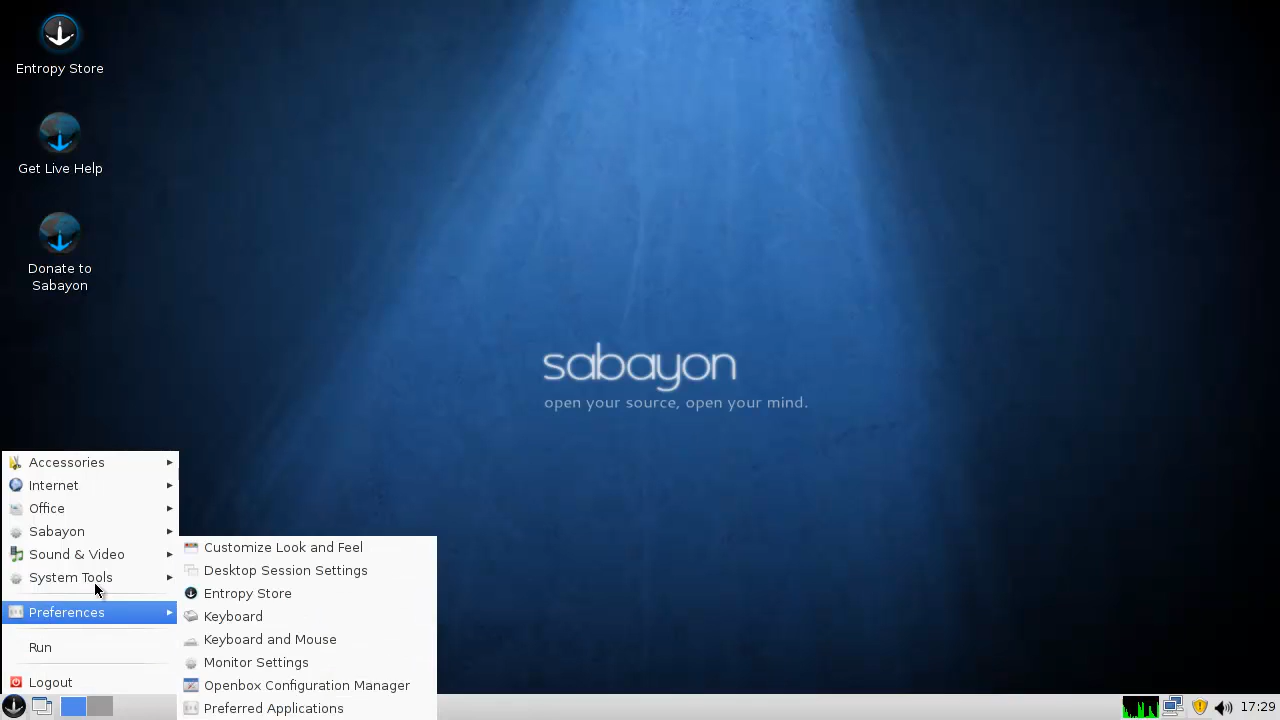 Entropy Store
Get Live Help
Donate to
Sabayon
sabayon
open your source, open your mind.
Accessories
Internet
Office
Sabayon
Sound & Video
System Tools
Preferences
Run
Logout
Customize Look and Feel
Desktop Session Settings
Entropy Store
Keyboard
Keyboard and Mouse
Monitor Settings
Openbox Configuration Manager
Preferred Applications
17:29